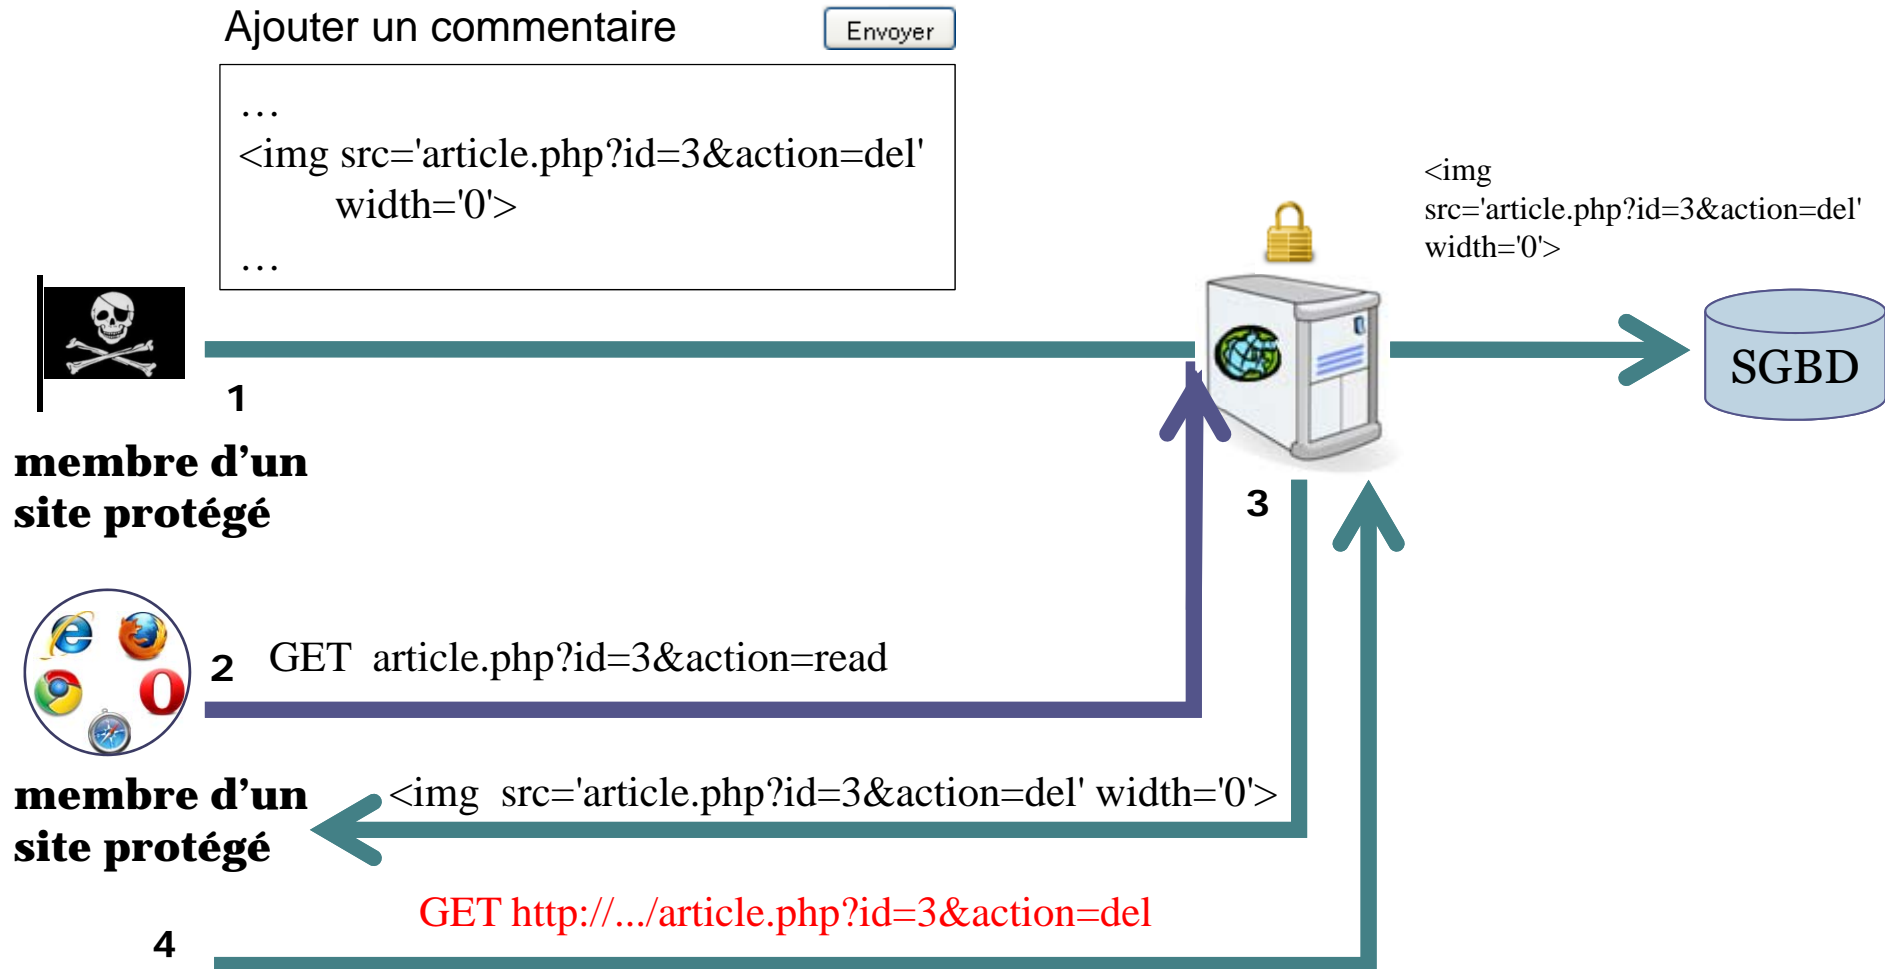 Ajouter un commentaire
Envoyer
…
<img src='article.php?id=3&action=del'
width='0'>
…
<img
src='article.php?id=3&action=del'
width='0'>
SGBD
1
membre d’un
site protégé
3
2 GET article.php?id=3&action=read
membre d’un
site protégé
<img src='article.php?id=3&action=del' width='0'>
GET http://.../article.php?id=3&action=del
4